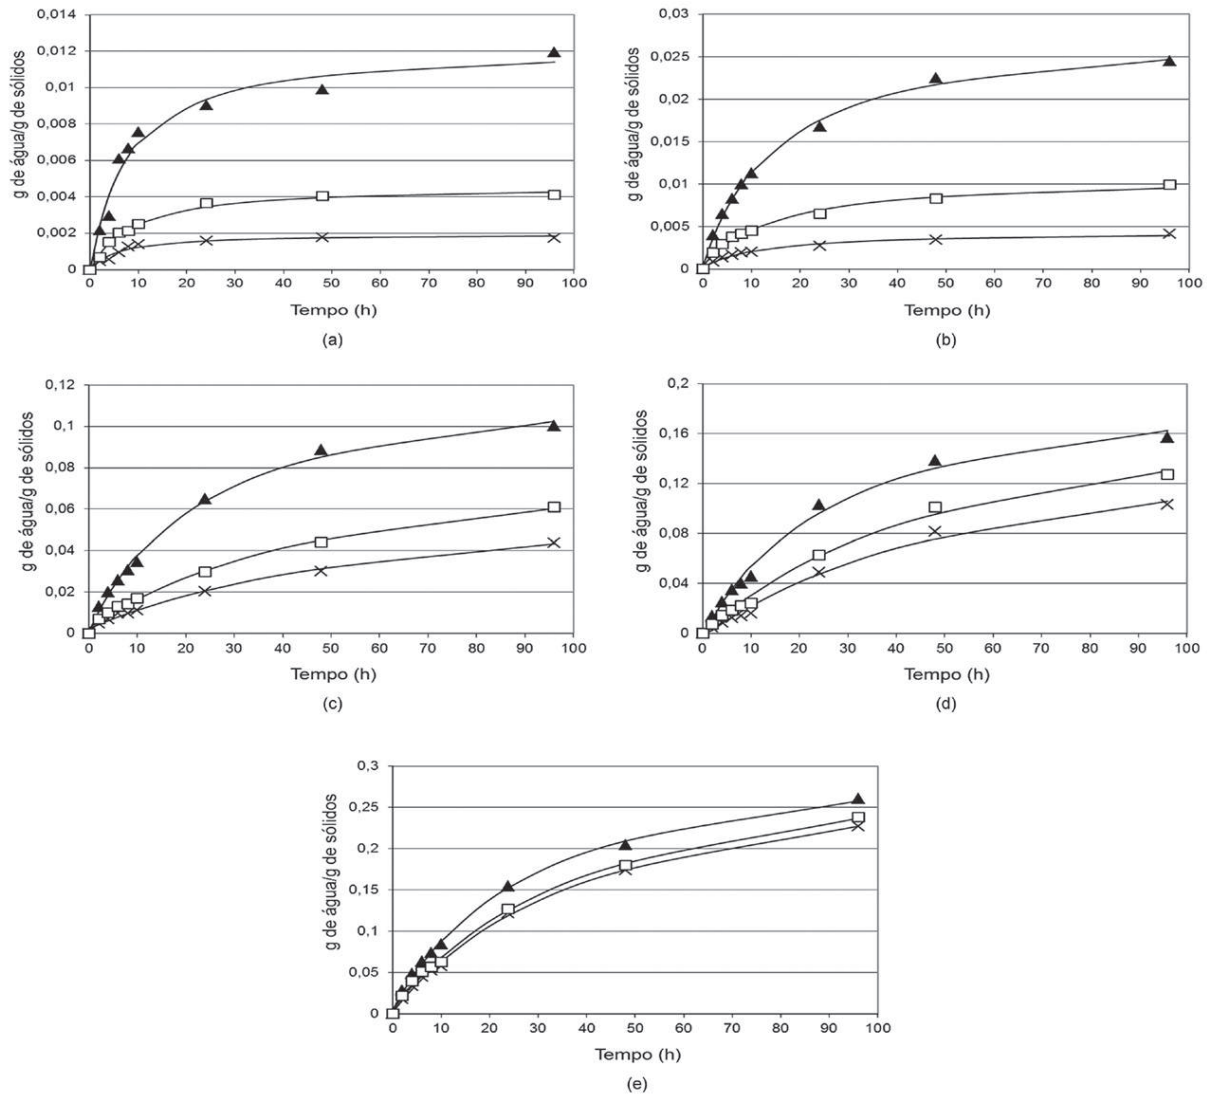 g de água/g de sólidos
0,014
0,012
0,01
0,008
0,006
0,004
0,002
0
0 10 20 30 40 50 60 70 80 90 100
Tempo (h)
(a)
g de água/g de sólidos
0,03
0,025
0,02
0,015
0,01
0,005
0
0 10 20 30 40 50 60 70 80 90 100
Tempo (h)
(b)
g de água/g de sólidos
0,12
0,1
0,08
0,06
0,04
0,02
0
0 10 20 30 40 50 60 70 80 90 100
Tempo (h)
(c)
g de água/g de sólidos
0,2
0,16
0,12
0,08
0,04
0
0 10 20 30 40 50 60 70 80 90 100
Tempo (h)
(d)
g de água/g de sólidos
0,3
0,25
0,2
0,15
0,1
0,05
0
0 10 20 30 40 50 60 70 80 90 100
Tempo (h)
(e)